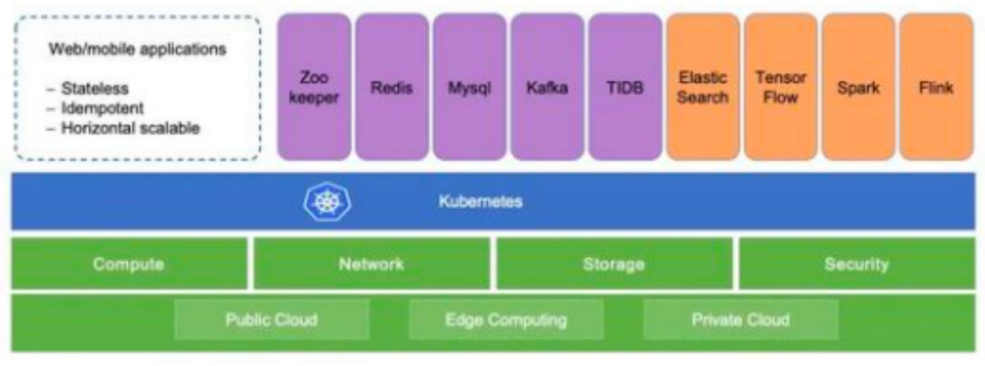 Web/mobile applications
– Stateless
– Idempotent
– Horizontal scalable
Zoo
keeper
Redis
Mysql
Kafka
TIDB
Elastic
Search
Tensor
Flow
Spark
Flink
Kubernetes
Compute
Network
Storage
Security
Public Cloud
Edge Computing
Private Cloud